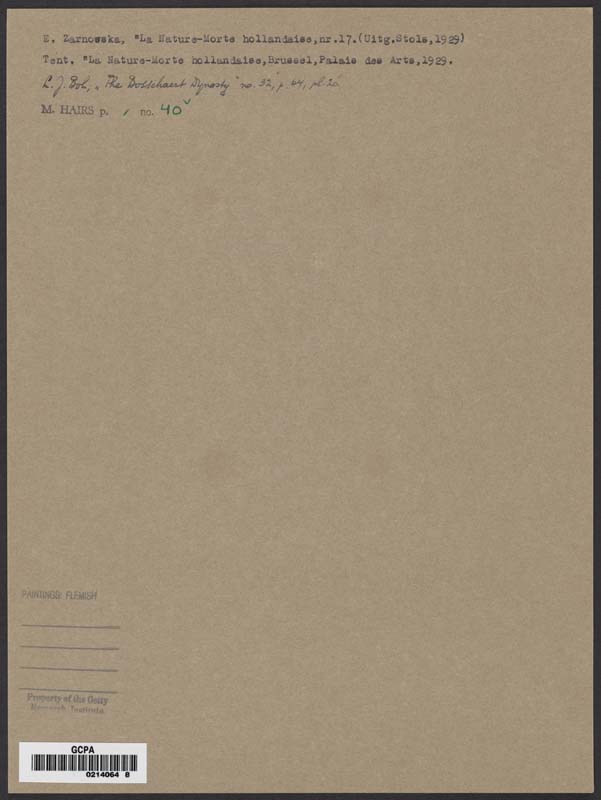 E. Zarnowska, "La Nature-Morte hollandaise,nr.17.(Uitg.Stols,1929)
Tent. "La Nature-Morte hollandaise,Brussel,Palais des Arts,1929.
L. J. Bol, "The Bosschaert Dynasty" no. 32, p. 44, pl. 20
M. HAIRS p. , no. 40
PAINTINGS: FLEMISH
Property of the Getty
Research Institute
GCPA
0214064 8